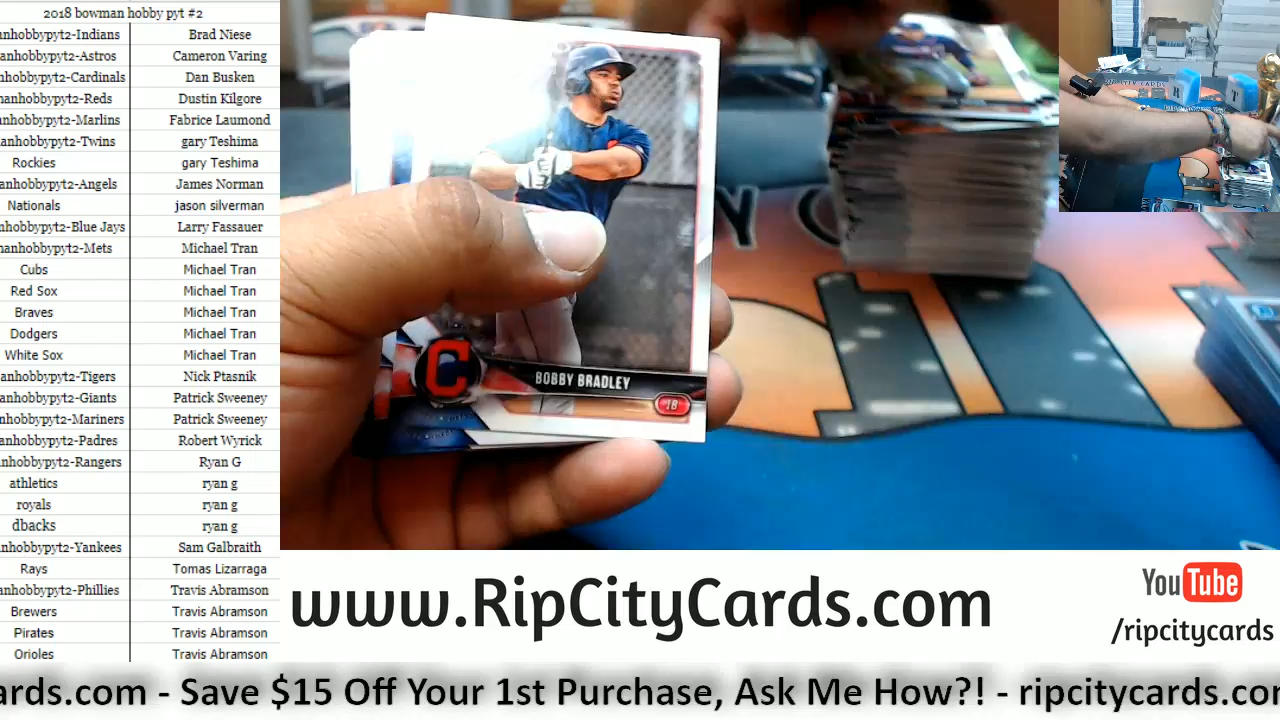 2018 bowman hobby pyt #2
anhobbypyt2-Indians Brad Niese
anhobbypyt2-Astros Cameron Varing
nhobbypyt2-Cardinals Dan Busken
manhobbypyt2-Reds Dustin Kilgore
anhobbypyt2-Marlins Fabrice Laumond
anhobbypyt2-Twins gary Teshima
Rockies gary Teshima
anhobbypyt2-Angels James Norman
Nationals jason silverman
nhobbypyt2-Blue Jays Larry Fassauer
manhobbypyt2-Mets Michael Tran
Cubs Michael Tran
Red Sox Michael Tran
Braves Michael Tran
Dodgers Michael Tran
White Sox Michael Tran
anhobbypyt2-Tigers Nick Ptasnik
anhobbypyt2-Giants Patrick Sweeney
nhobbypyt2-Mariners Patrick Sweeney
anhobbypyt2-Padres Robert Wyrick
nhobbypyt2-Rangers Ryan G
athletics ryan g
royals ryan g
dbacks ryan g
nhobbypyt2-Yankees Sam Galbraith
Rays Tomas Lizarraga
anhobbypyt2-Phillies Travis Abramson
Brewers Travis Abramson
Pirates Travis Abramson
Orioles Travis Abramson
C
BOBBY BRADLEY
1B
Y C
www.RipCityCards.com
YouTube
/ripcitycards
ards.com - Save $15 Off Your 1st Purchase, Ask Me How?! - ripcitycards.co